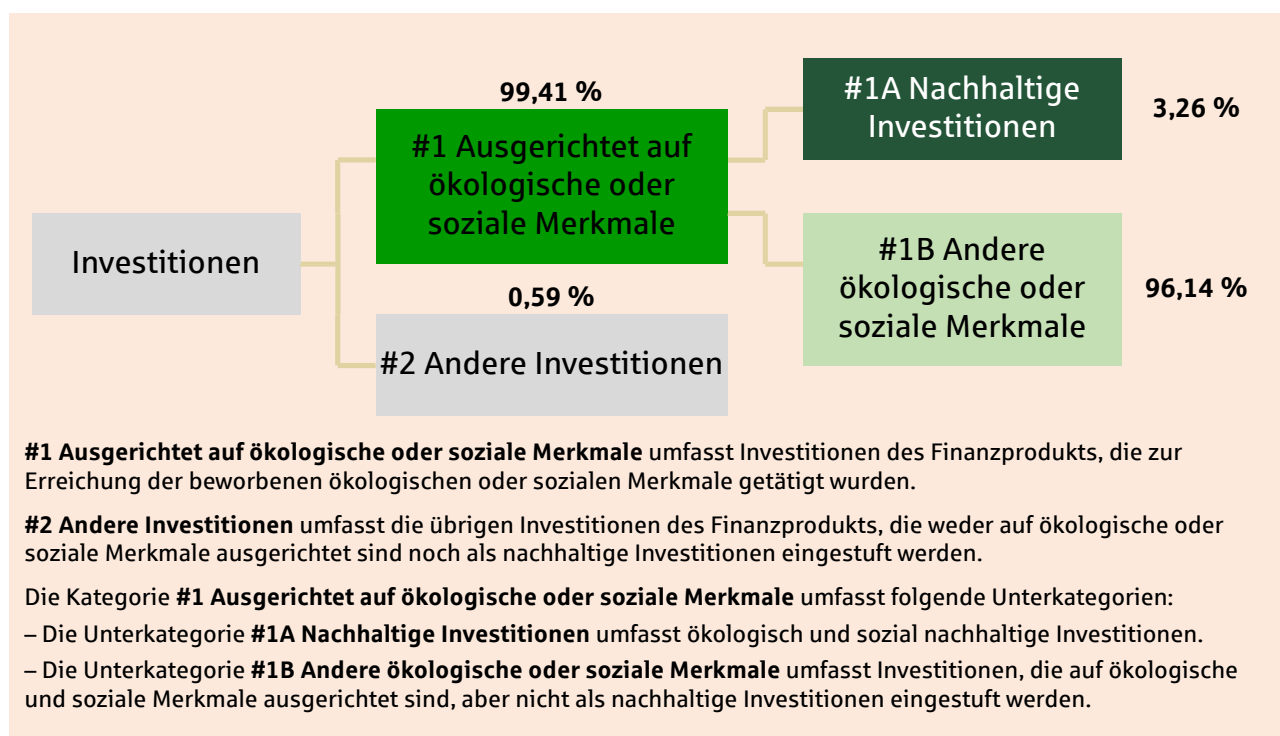 99,41 %
#1 Ausgerichtet auf
ökologische oder
soziale Merkmale
#1A Nachhaltige
Investitionen
3,26 %
Investitionen
#1B Andere
ökologische oder
soziale Merkmale
96,14 %
0,59 %
#2 Andere Investitionen
#1 Ausgerichtet auf ökologische oder soziale Merkmale umfasst Investitionen des Finanzprodukts, die zur
Erreichung der beworbenen ökologischen oder sozialen Merkmale getätigt wurden.
#2 Andere Investitionen umfasst die übrigen Investitionen des Finanzprodukts, die weder auf ökologische oder
soziale Merkmale ausgerichtet sind noch als nachhaltige Investitionen eingestuft werden.
Die Kategorie #1 Ausgerichtet auf ökologische oder soziale Merkmale umfasst folgende Unterkategorien:
– Die Unterkategorie #1A Nachhaltige Investitionen umfasst ökologisch und sozial nachhaltige Investitionen.
– Die Unterkategorie #1B Andere ökologische oder soziale Merkmale umfasst Investitionen, die auf ökologische
und soziale Merkmale ausgerichtet sind, aber nicht als nachhaltige Investitionen eingestuft werden.